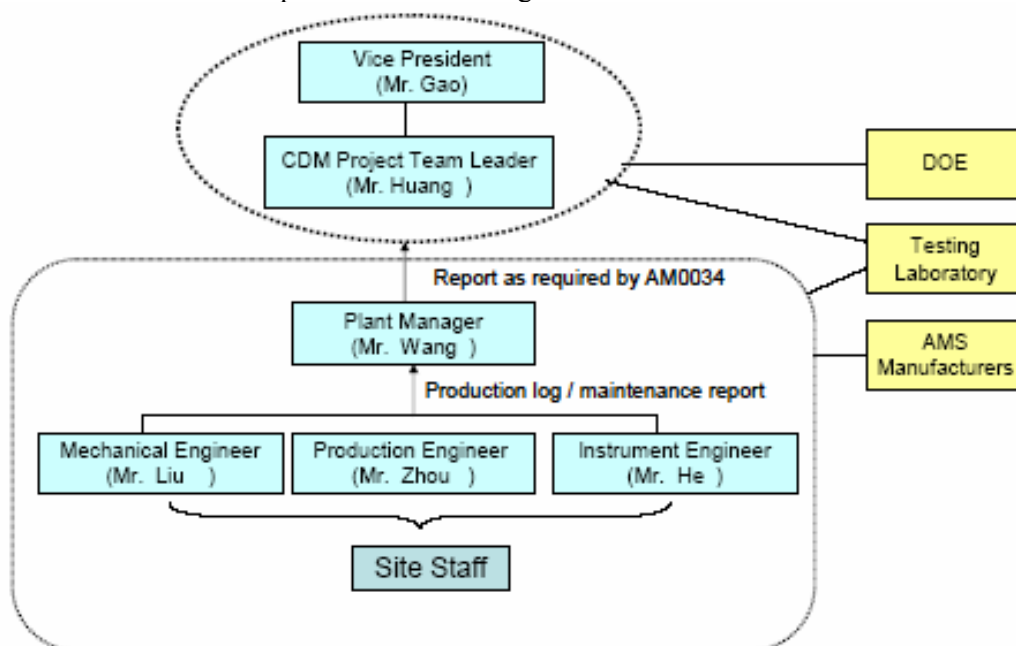 Vice President
(Mr. Gao)
CDM Project Team Leader
(Mr. Huang )
DOE
Testing
Laboratory
Report as required by AM0034
Plant Manager
(Mr. Wang )
AMS
Manufacturers
Production log / maintenance report
Mechanical Engineer
(Mr. Liu )
Production Engineer
(Mr. Zhou )
Instrument Engineer
(Mr. He )
Site Staff